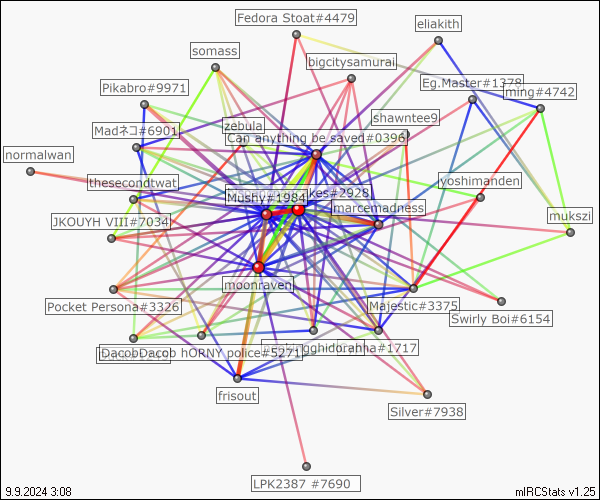 Fedora Stoat#4479
eliakith
somass
bigcitysamurai
Pikabro#9971
Eg.Master#1378
ming#4742
shawntee9
Madネコ#6901
zebula
Can anything be saved#0396
normalwan
thesecondtwat
yoshimanden
Mushy#1984
kes#2928
marcemadness
JKOUYH VIII#7034
mukszi
moonraven
Pocket Persona#3326
Majestic#3375
Swirly Boi#6154
DacobDacob hORNY police#5271
gghidorahha#1717
frisout
Silver#7938
LPK2387 #7690
9.9.2024 3:08
mIRCStats v1.25